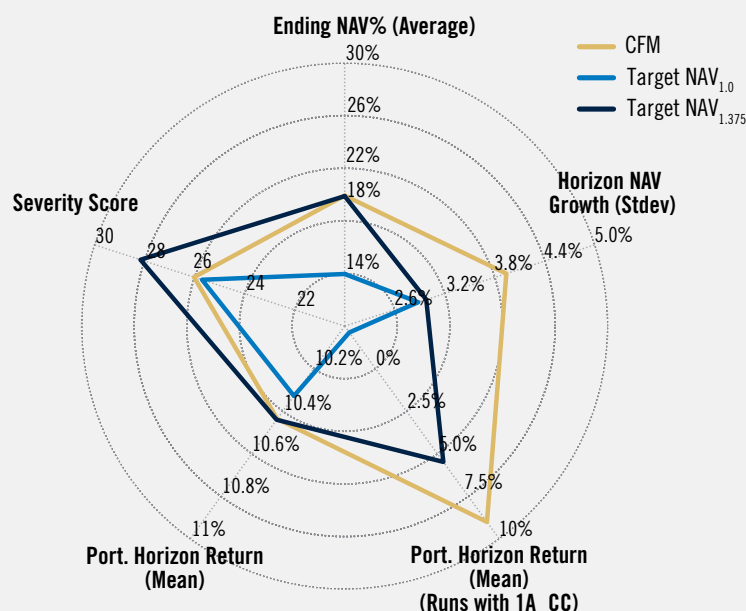 Ending NAV% (Average)
30%
26%
22%
18%
14%
CFM
Target NAV1.0
Target NAV1.375
Horizon NAV
Growth (Stdev)
5.0%
4.4%
3.8%
3.2%
2.6%
Severity Score
30
28
26
24
22
10.2%
10.4%
10.6%
10.8%
11%
Port. Horizon Return
(Mean)
0%
2.5%
5.0%
7.5%
10%
Port. Horizon Return
(Mean)
(Runs with 1A_CC)